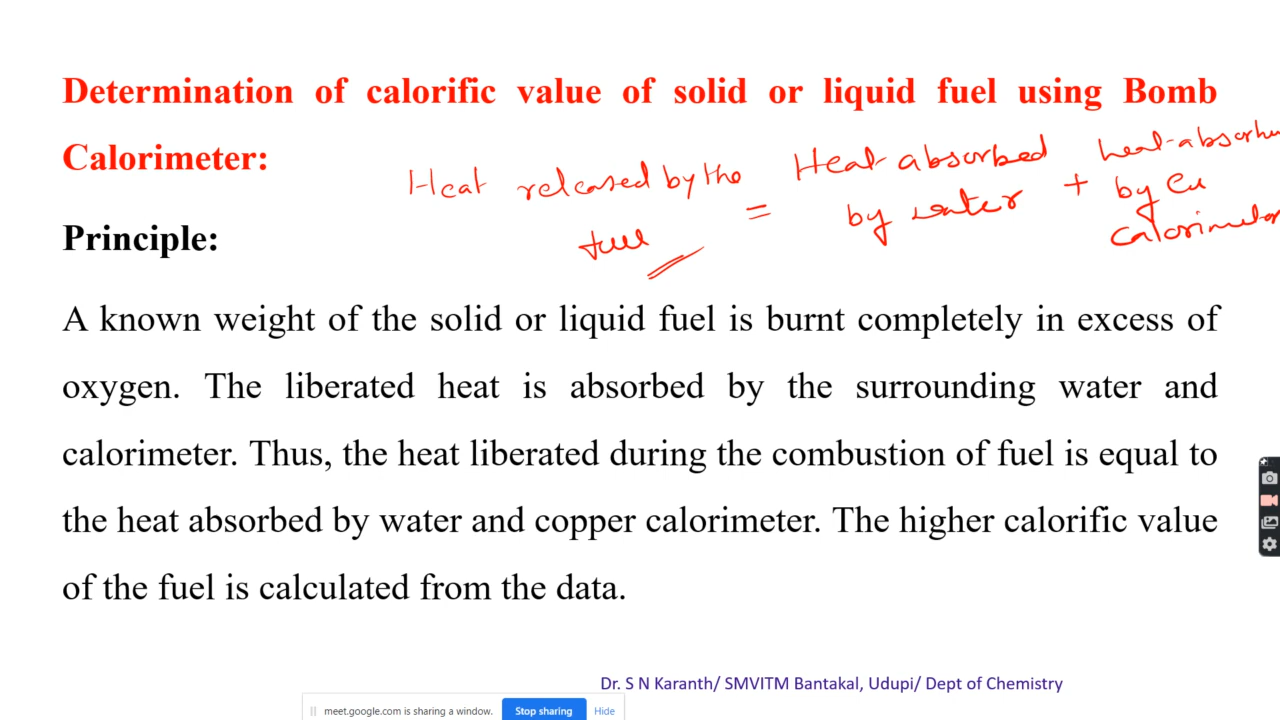 Determination of calorific value of solid or liquid fuel using Bomb
Calorimeter:
Heat released by the fuel = Heat absorbed by water + heat absorbe by Cu calorimeter
Principle:
A known weight of the solid or liquid fuel is burnt completely in excess of
oxygen. The liberated heat is absorbed by the surrounding water and
calorimeter. Thus, the heat liberated during the combustion of fuel is equal to
the heat absorbed by water and copper calorimeter. The higher calorific value
of the fuel is calculated from the data.
Dr. S N Karanth/ SMVITM Bantakal, Udupi/ Dept of Chemistry
meet.google.com is sharing a window.
Stop sharing
Hide